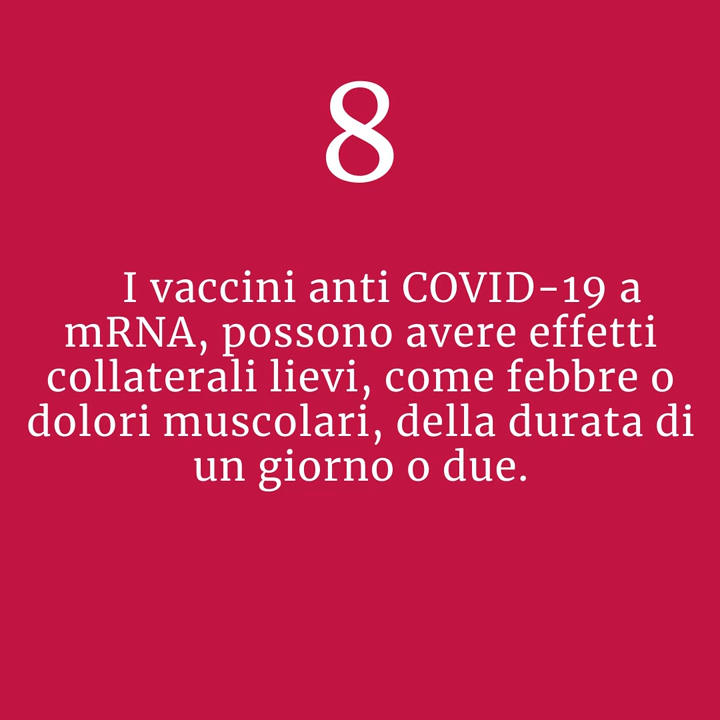 8
I vaccini anti COVID-19 a
mRNA, possono avere effetti
collaterali lievi, come febbre o
dolori muscolari, della durata di
un giorno o due.